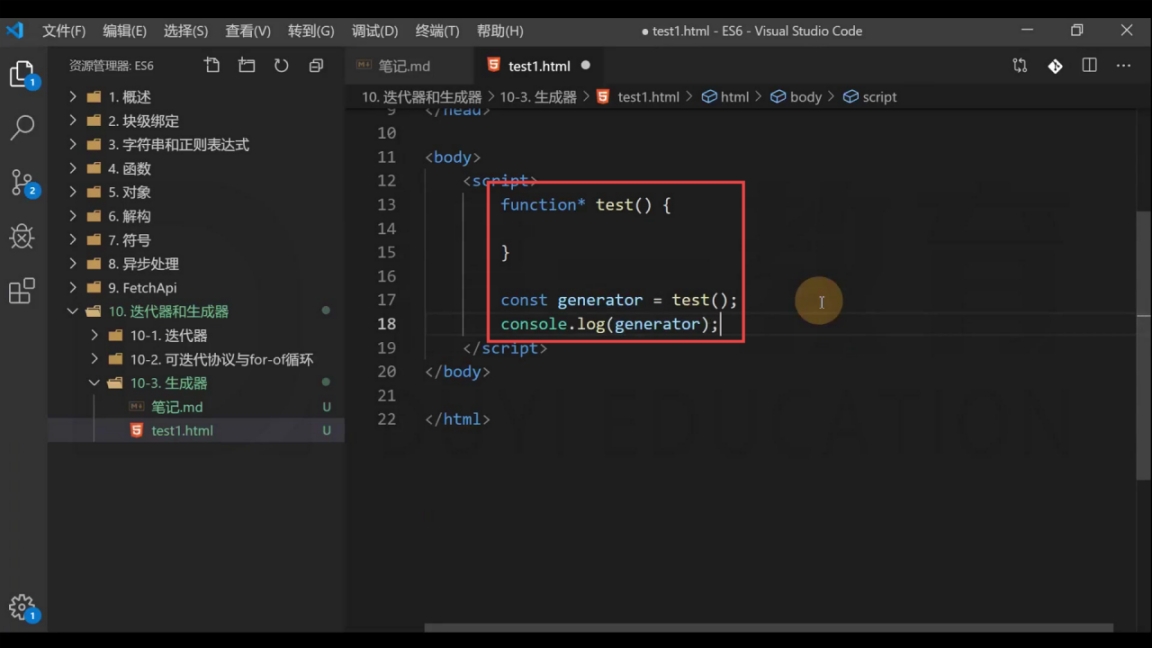 文件(F) 编辑(E) 选择(S) 查看(V) 转到(G) 调试(D) 终端(T) 帮助(H) ● test1.html - ES6 - Visual Studio Code
资源管理器: ES6
1. 概述
2. 块级绑定
3. 字符串和正则表达式
4. 函数
5. 对象
6. 解构
7. 符号
8. 异步处理
9. FetchApi
10. 迭代器和生成器
10-1. 迭代器
10-2. 可迭代协议与for-of循环
10-3. 生成器
笔记.md U
test1.html U
1
2
1
笔记.md test1.html ●
10. 迭代器和生成器 > 10-3. 生成器 > test1.html > html > body > script
9 </head>
10
11 <body>
12 <script>
13 function* test() {
14
15 }
16
17 const generator = test();
18 console.log(generator);
19 </script>
20 </body>
21
22 </html>
DUYI EDUCATION